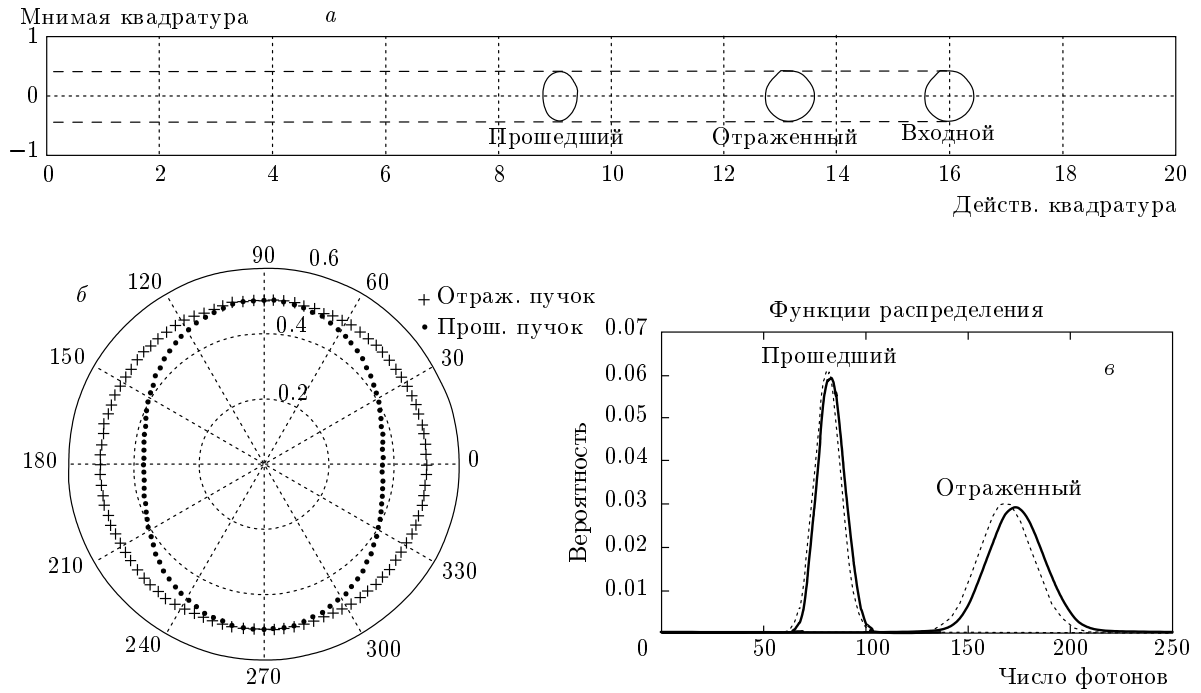 Мнимая квадратура а
1
0
−1
Прошедший Отраженный Входной
0 2 4 6 8 10 12 14 16 18 20
Действ. квадратура
б
90 0.6
120 60
+ Отраж. пучок
• Прош. пучок
0.4
150 30
0.2
180 0
210 330
240 300
270
Функции распределения
0.07
Прошедший
в
0.06
0.05
0.04
Отраженный
0.03
0.02
0.01
Вероятность
0 50 100 150 200 250
Число фотонов